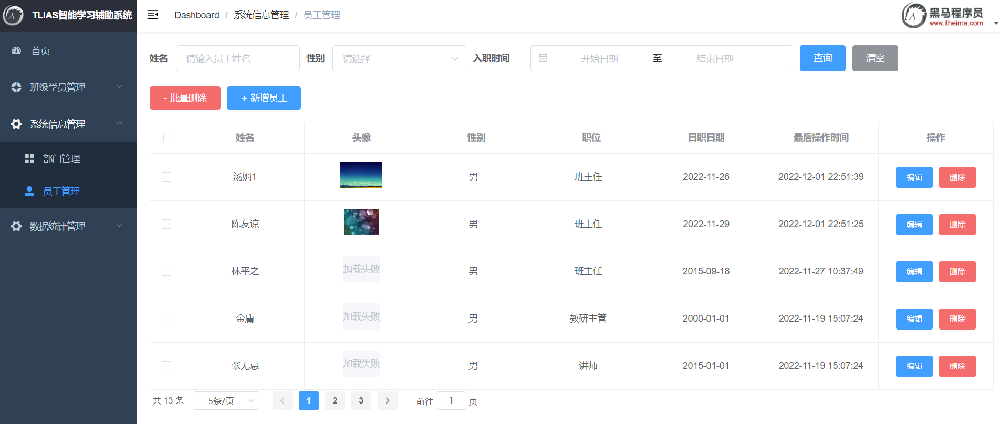 TLIAS智能学习辅助系统
Dashboard / 系统信息管理 / 员工管理
黑马程序员
www.itheima.com
首页
班级学员管理
系统信息管理
部门管理
员工管理
数据统计管理
姓名 请输入员工姓名 性别 请选择 入职时间 开始日期 至 结束日期 查询 清空
- 批量删除 + 新增员工
姓名 头像 性别 职位 日职日期 最后操作时间 操作
汤姆1 男 班主任 2022-11-26 2022-12-01 22:51:39 编辑 删除
陈友谅 男 班主任 2022-11-29 2022-12-01 22:51:25 编辑 删除
林平之 加载失败 男 班主任 2015-09-18 2022-11-27 10:37:49 编辑 删除
金庸 加载失败 男 教研主管 2000-01-01 2022-11-19 15:07:24 编辑 删除
张无忌 加载失败 男 讲师 2015-01-01 2022-11-19 15:07:24 编辑 删除
共 13 条 5条/页 1 2 3 前往 1 页